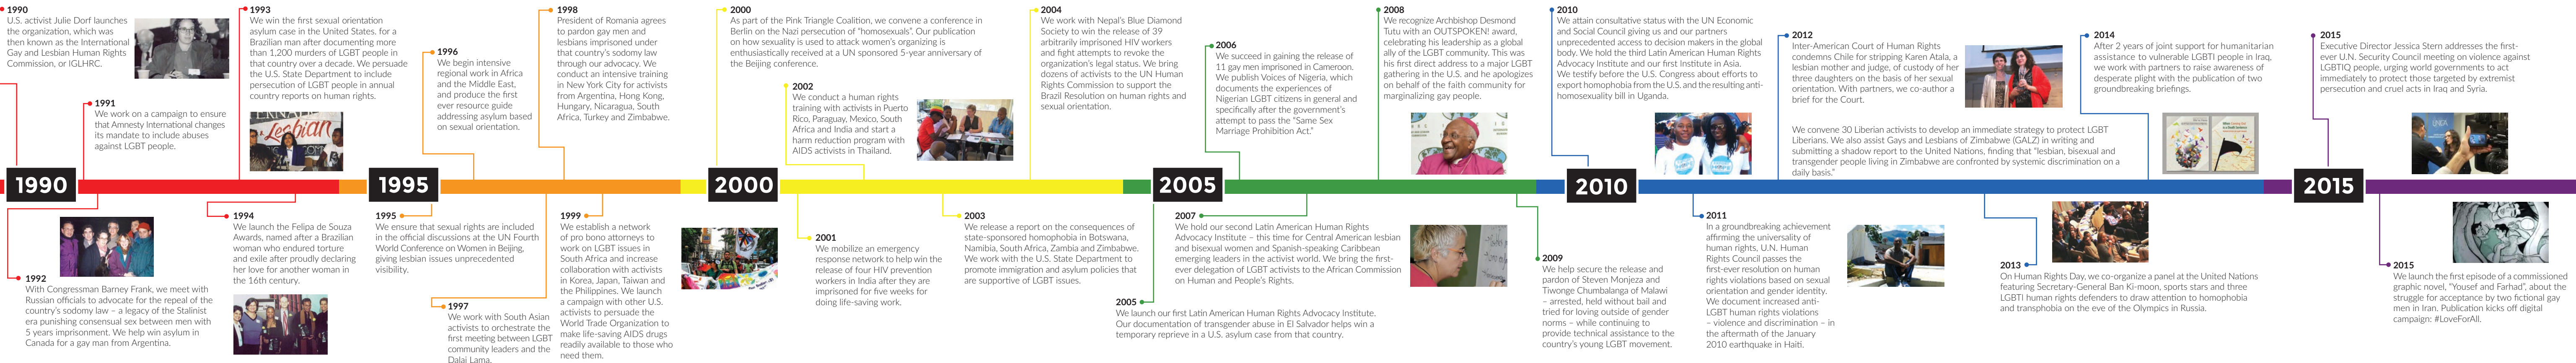 1990
U.S. activist Julie Dorf launches
the organization, which was
then known as the International
Gay and Lesbian Human Rights
Commission, or IGLHRC.
1991
We work on a campaign to ensure
that Amnesty International changes
its mandate to include abuses
against LGBT people.
1993
We win the first sexual orientation
asylum case in the United States, for a
Brazilian man after documenting more
than 1,200 murders of LGBT people in
that country over a decade. We persuade
the U.S. State Department to include
persecution of LGBT people in annual
country reports on human rights.
Lesbian
1996
We begin intensive
regional work in Africa
and the Middle East,
and produce the first
ever resource guide
addressing asylum based
on sexual orientation.
1998
President of Romania agrees
to pardon gay men and
lesbians imprisoned under
that country's sodomy law
through our advocacy. We
conduct an intensive training
in New York City for activists
from Argentina, Hong Kong,
Hungary, Nicaragua, South
Africa, Turkey and Zimbabwe.
2000
As part of the Pink Triangle Coalition, we convene a conference in
Berlin on the Nazi persecution of "homosexuals". Our publication
on how sexuality is used to attack women's organizing is
enthusiastically received at a UN sponsored 5-year anniversary of
the Beijing conference.
2002
We conduct a human rights
training with activists in Puerto
Rico, Paraguay, Mexico, South
Africa and India and start a
harm reduction program with
AIDS activists in Thailand.
2004
We work with Nepal's Blue Diamond
Society to win the release of 39
arbitrarily imprisoned HIV workers
and fight attempts to revoke the
organization's legal status. We bring
dozens of activists to the UN Human
Rights Commission to support the
Brazil Resolution on human rights and
sexual orientation.
2006
We succeed in gaining the release of
11 gay men imprisoned in Cameroon.
We publish Voices of Nigeria, which
documents the experiences of
Nigerian LGBT citizens in general and
specifically after the government's
attempt to pass the "Same Sex
Marriage Prohibition Act."
2008
We recognize Archbishop Desmond
Tutu with an OUTSPOKEN! award,
celebrating his leadership as a global
ally of the LGBT community. This was
his first direct address to a major LGBT
gathering in the U.S. and he apologizes
on behalf of the faith community for
marginalizing gay people.
2010
We attain consultative status with the UN Economic
and Social Council giving us and our partners
unprecedented access to decision makers in the global
body. We hold the third Latin American Human Rights
Advocacy Institute and our first Institute in Asia.
We testify before the U.S. Congress about efforts to
export homophobia from the U.S. and the resulting anti-
homosexuality bill in Uganda.
2012
Inter-American Court of Human Rights
condemns Chile for stripping Karen Atala, a
lesbian mother and judge, of custody of her
three daughters on the basis of her sexual
orientation. With partners, we co-author a
brief for the Court.
We convene 30 Liberian activists to develop an immediate strategy to protect LGBT
Liberians. We also assist Gays and Lesbians of Zimbabwe (GALZ) in writing and
submitting a shadow report to the United Nations, finding that "lesbian, bisexual and
transgender people living in Zimbabwe are confronted by systemic discrimination on a
daily basis."
2014
After 2 years of joint support for humanitarian
assistance to vulnerable LGBTI people in Iraq,
we work with partners to raise awareness of
desperate plight with the publication of two
groundbreaking briefings.
2015
Executive Director Jessica Stern addresses the first-
ever U.N. Security Council meeting on violence against
LGBTIQ people, urging world governments to act
immediately to protect those targeted by extremist
persecution and cruel acts in Iraq and Syria.
1990
1995
2000
2005
2010
2015
1992
With Congressman Barney Frank, we meet with
Russian officials to advocate for the repeal of the
country's sodomy law – a legacy of the Stalinist
era punishing consensual sex between men with
5 years imprisonment. We help win asylum in
Canada for a gay man from Argentina.
1994
We launch the Felipa de Souza
Awards, named after a Brazilian
woman who endured torture
and exile after proudly declaring
her love for another woman in
the 16th century.
1995
We ensure that sexual rights are included
in the official discussions at the UN Fourth
World Conference on Women in Beijing,
giving lesbian issues unprecedented
visibility.
1997
We work with South Asian
activists to orchestrate the
first meeting between LGBT
community leaders and the
Dalai Lama.
1999
We establish a network
of pro bono attorneys to
work on LGBT issues in
South Africa and increase
collaboration with activists
in Korea, Japan, Taiwan and
the Philippines. We launch
a campaign with other U.S.
activists to persuade the
World Trade Organization to
make life-saving AIDS drugs
readily available to those who
need them.
2001
We mobilize an emergency
response network to help win the
release of four HIV prevention
workers in India after they are
imprisoned for five weeks for
doing life-saving work.
2003
We release a report on the consequences of
state-sponsored homophobia in Botswana,
Namibia, South Africa, Zambia and Zimbabwe.
We work with the U.S. State Department to
promote immigration and asylum policies that
are supportive of LGBT issues.
2005
We launch our first Latin American Human Rights Advocacy Institute.
Our documentation of transgender abuse in El Salvador helps win a
temporary reprieve in a U.S. asylum case from that country.
2007
We hold our second Latin American Human Rights
Advocacy Institute – this time for Central American lesbian
and bisexual women and Spanish-speaking Caribbean
emerging leaders in the activist world. We bring the first-
ever delegation of LGBT activists to the African Commission
on Human and People's Rights.
2009
We help secure the release and
pardon of Steven Monjeza and
Tiwonge Chumbalanga of Malawi
– arrested, held without bail and
tried for loving outside of gender
norms – while continuing to
provide technical assistance to the
country's young LGBT movement.
2011
In a groundbreaking achievement
affirming the universality of
human rights, U.N. Human
Rights Council passes the
first-ever resolution on human
rights violations based on sexual
orientation and gender identity.
We document increased anti-
LGBT human rights violations
– violence and discrimination – in
the aftermath of the January
2010 earthquake in Haiti.
2013
On Human Rights Day, we co-organize a panel at the United Nations
featuring Secretary-General Ban Ki-moon, sports stars and three
LGBTI human rights defenders to draw attention to homophobia
and transphobia on the eve of the Olympics in Russia.
2015
We launch the first episode of a commissioned
graphic novel, "Yousef and Farhad", about the
struggle for acceptance by two fictional gay
men in Iran. Publication kicks off digital
campaign: #LoveForAll.